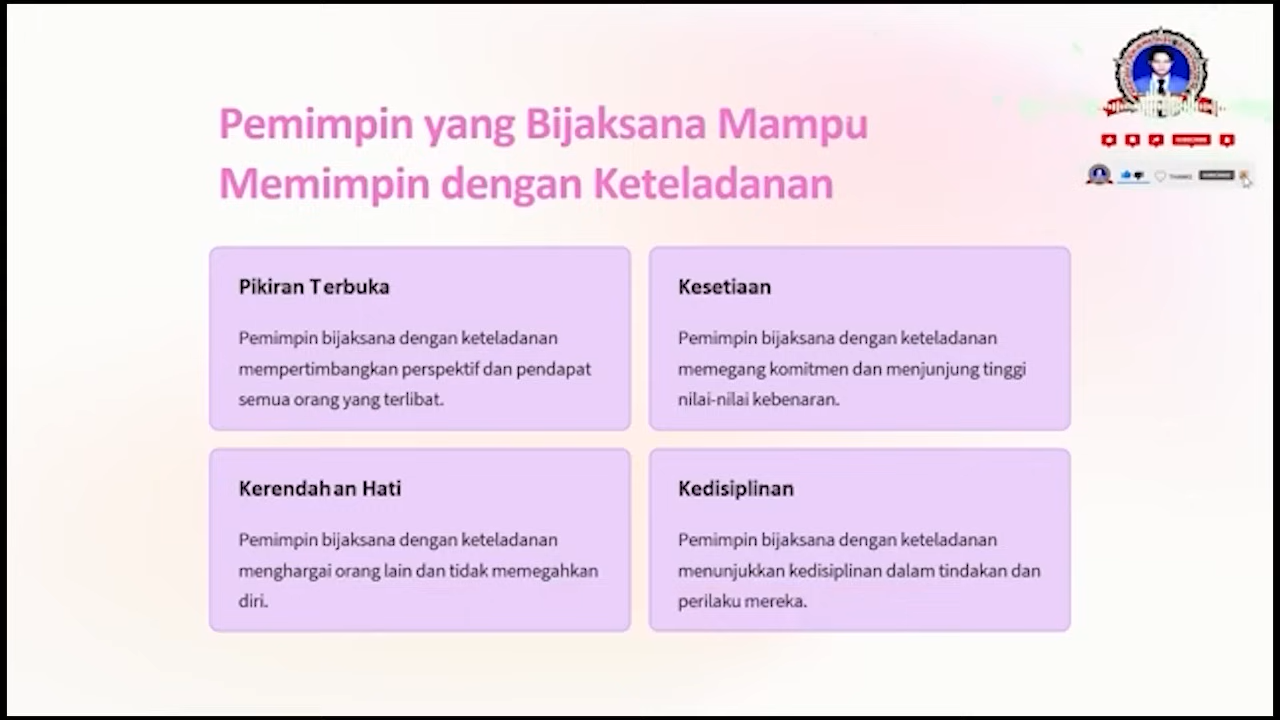 Pemimpin yang Bijaksana Mampu
Memimpin dengan Keteladanan
Pikiran Terbuka
Pemimpin bijaksana dengan keteladanan
mempertimbangkan perspektif dan pendapat
semua orang yang terlibat.
Kesetiaan
Pemimpin bijaksana dengan keteladanan
memegang komitmen dan menjunjung tinggi
nilai-nilai kebenaran.
Kerendahan Hati
Pemimpin bijaksana dengan keteladanan
menghargai orang lain dan tidak memegahkan
diri.
Kedisiplinan
Pemimpin bijaksana dengan keteladanan
menunjukkan kedisiplinan dalam tindakan dan
perilaku mereka.